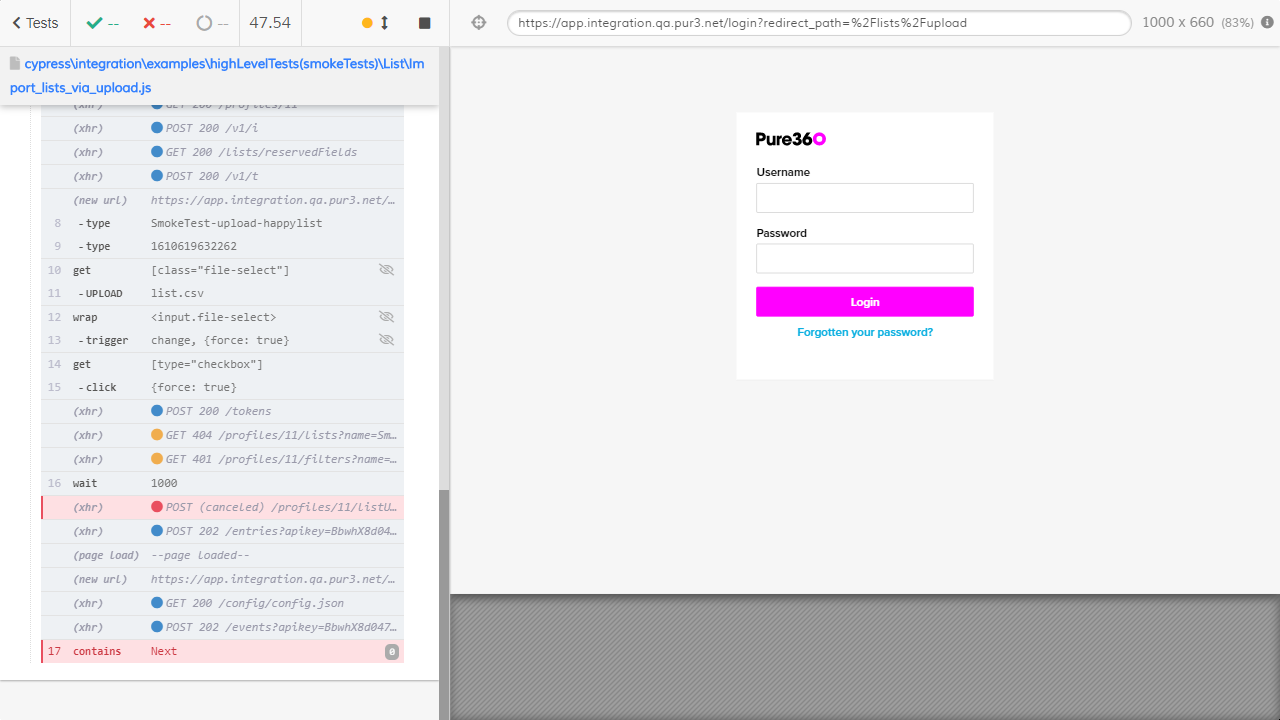 Tests -- -- -- 47.54
https://app.integration.qa.pur3.net/login?redirect_path=%2Flists%2Fupload 1000 x 660 (83%)
cypress\integration\examples\highLevelTests(smokeTests)\List\Im
port_lists_via_upload.js
(xhr) GET 200 /profiles/11
(xhr) POST 200 /v1/i
(xhr) GET 200 /lists/reservedFields
(xhr) POST 200 /v1/t
(new url) https://app.integration.qa.pur3.net/…
8 -type SmokeTest-upload-happylist
9 -type 1610619632262
10 get [class="file-select"]
11 -UPLOAD list.csv
12 wrap <input.file-select>
13 -trigger change, {force: true}
14 get [type="checkbox"]
15 -click {force: true}
(xhr) POST 200 /tokens
(xhr) GET 404 /profiles/11/lists?name=Sm…
(xhr) GET 401 /profiles/11/filters?name=…
16 wait 1000
(xhr) POST (canceled) /profiles/11/listU…
(xhr) POST 202 /entries?apikey=BbwhX8d04…
(page load) --page loaded--
(new url) https://app.integration.qa.pur3.net/…
(xhr) GET 200 /config/config.json
(xhr) POST 202 /events?apikey=BbwhX8d047…
17 contains Next 0
Pure360
Username
Password
Login
Forgotten your password?